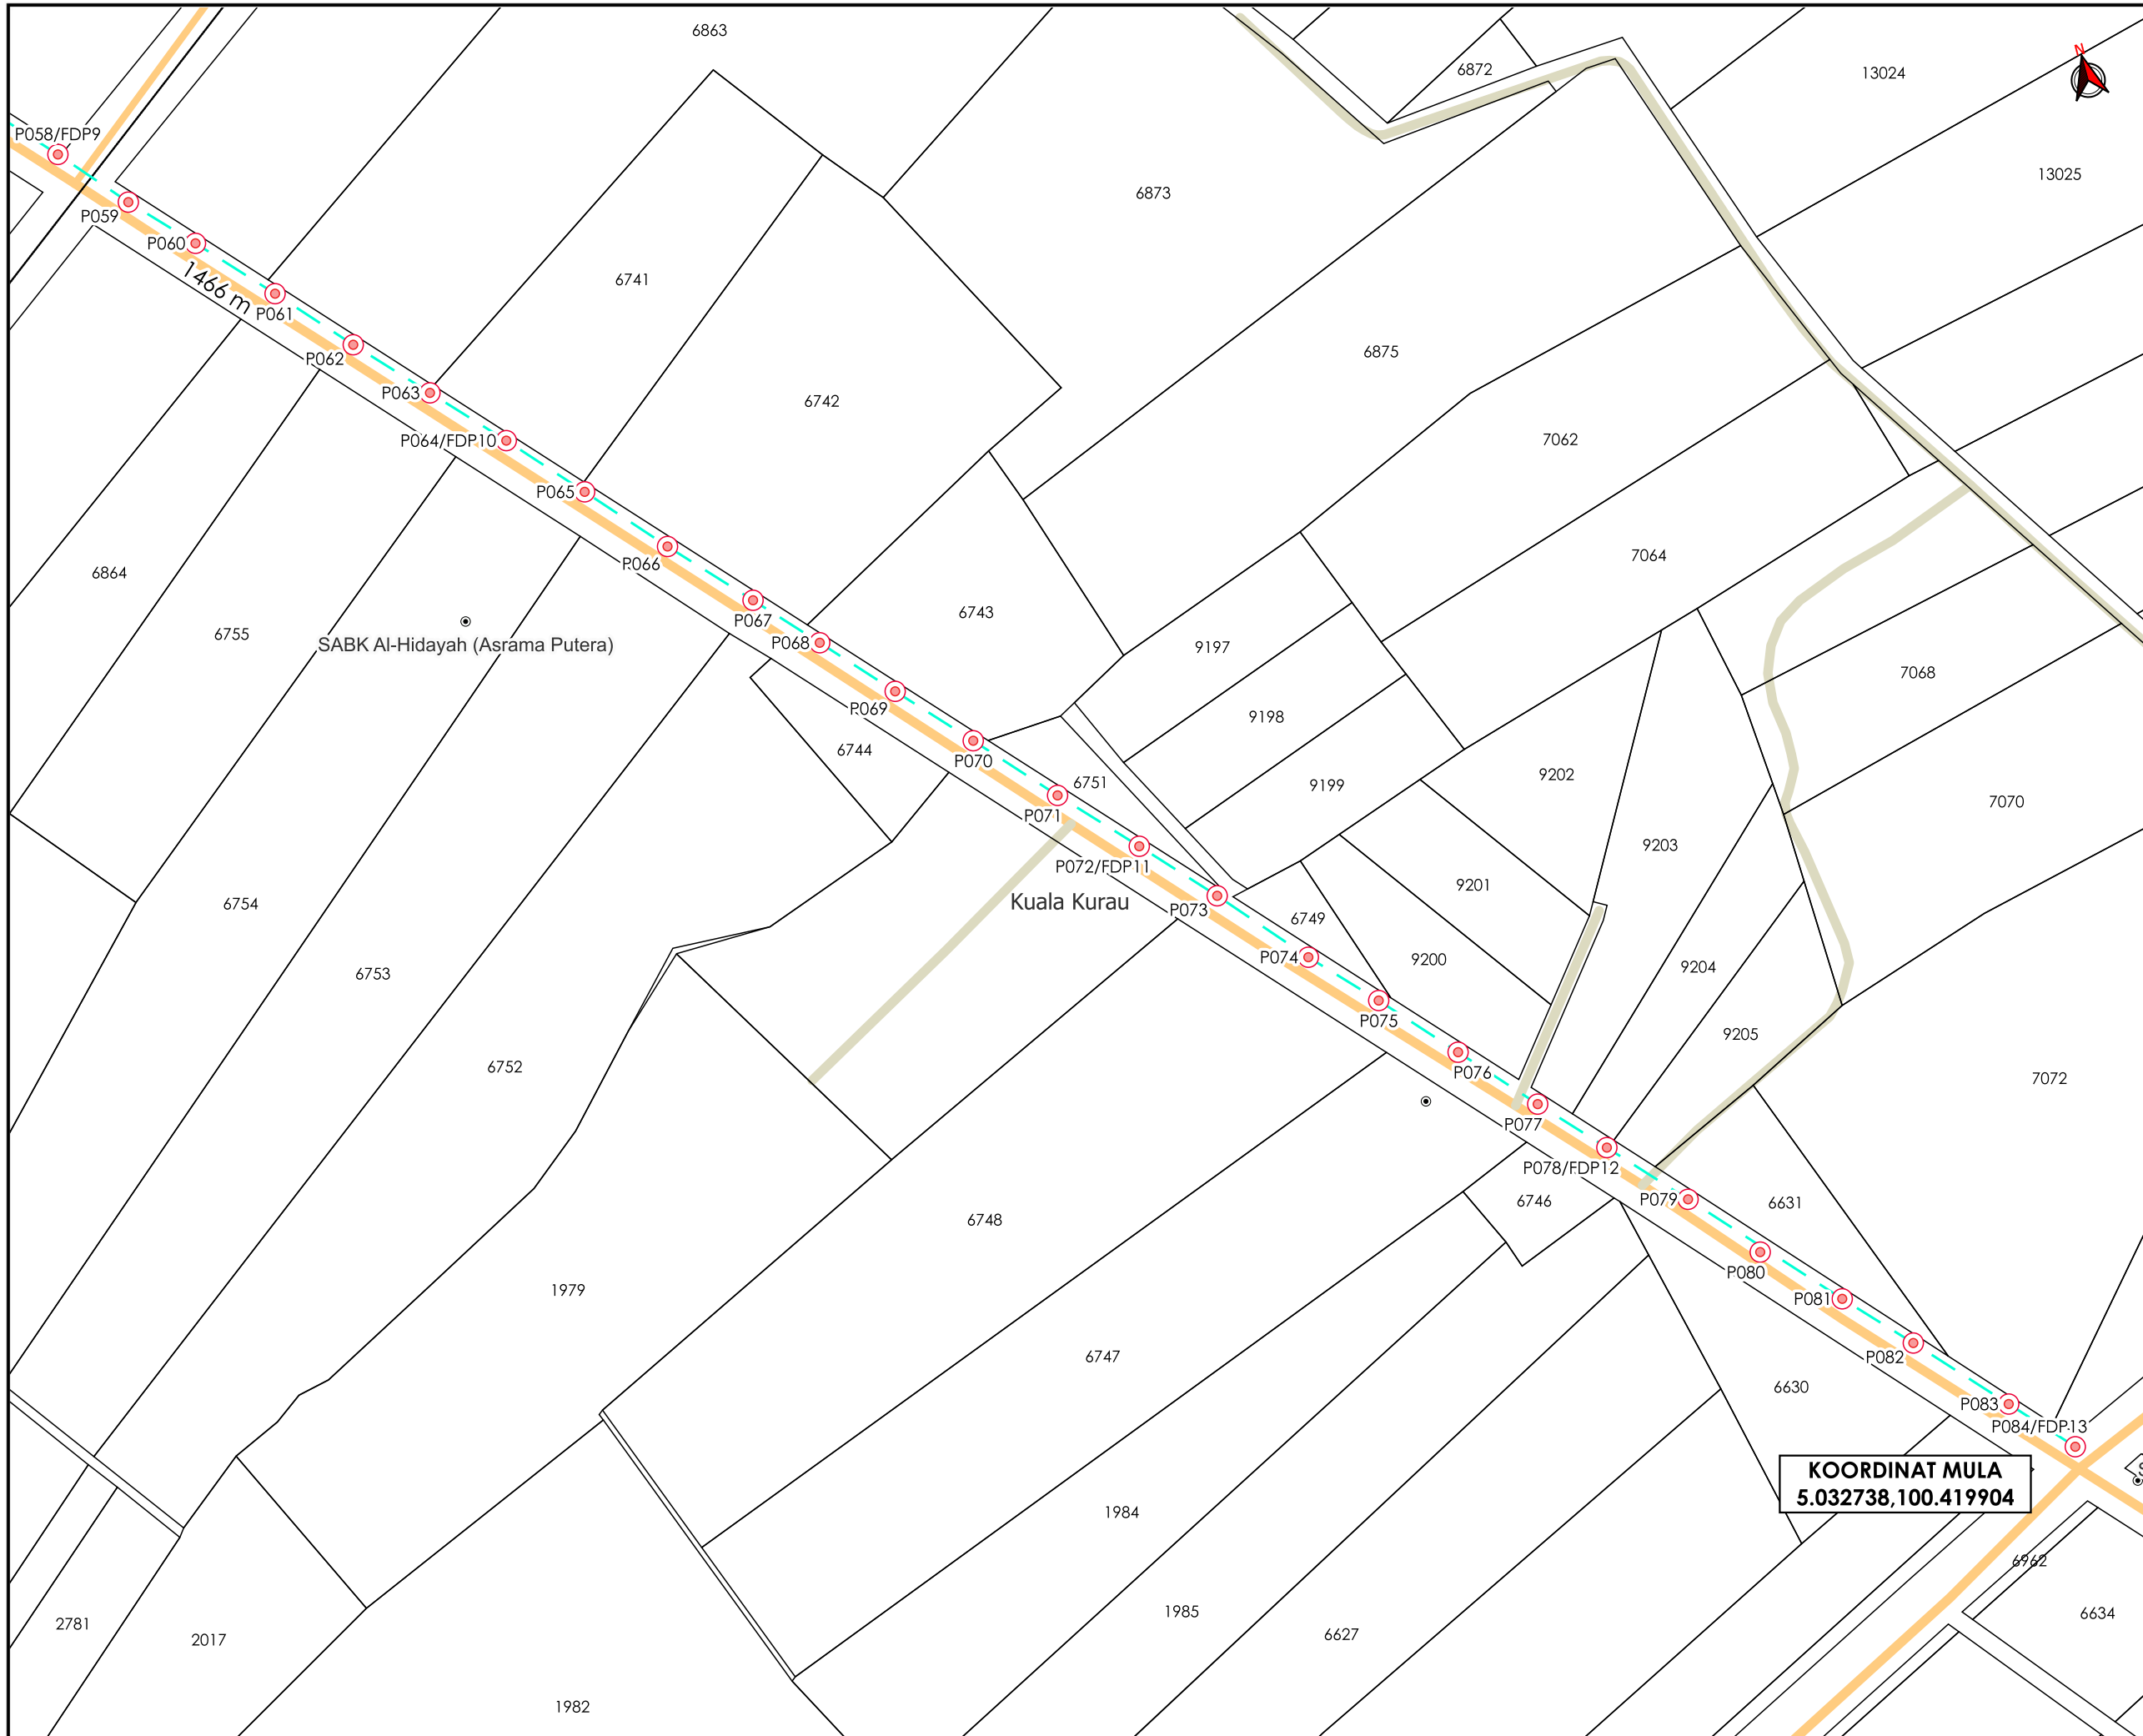 6863
N
6872
13024
P058/FDP9
13025
6873
P059
P060
1466 m
6741
P061
6875
P062
P063
6742
7062
P064/FDP10
P065
7064
P066
6864
6743
P067
6755
P068
SABK Al-Hidayah (Asrama Putera)
9197
7068
P069
9198
6744
P070
6751
9199
9202
7070
P071
9203
P072/FDP11
9201
Kuala Kurau
6754
P073
6749
P074
9200
9204
6753
P075
9205
6752
P076
7072
P077
P078/FDP12
P079
6746
6631
6748
P080
1979
P081
6747
P082
6630
P083
P084/FDP13
KOORDINAT MULA
5.032738,100.419904
S
1984
6962
1985
6634
2781
2017
6627
1982